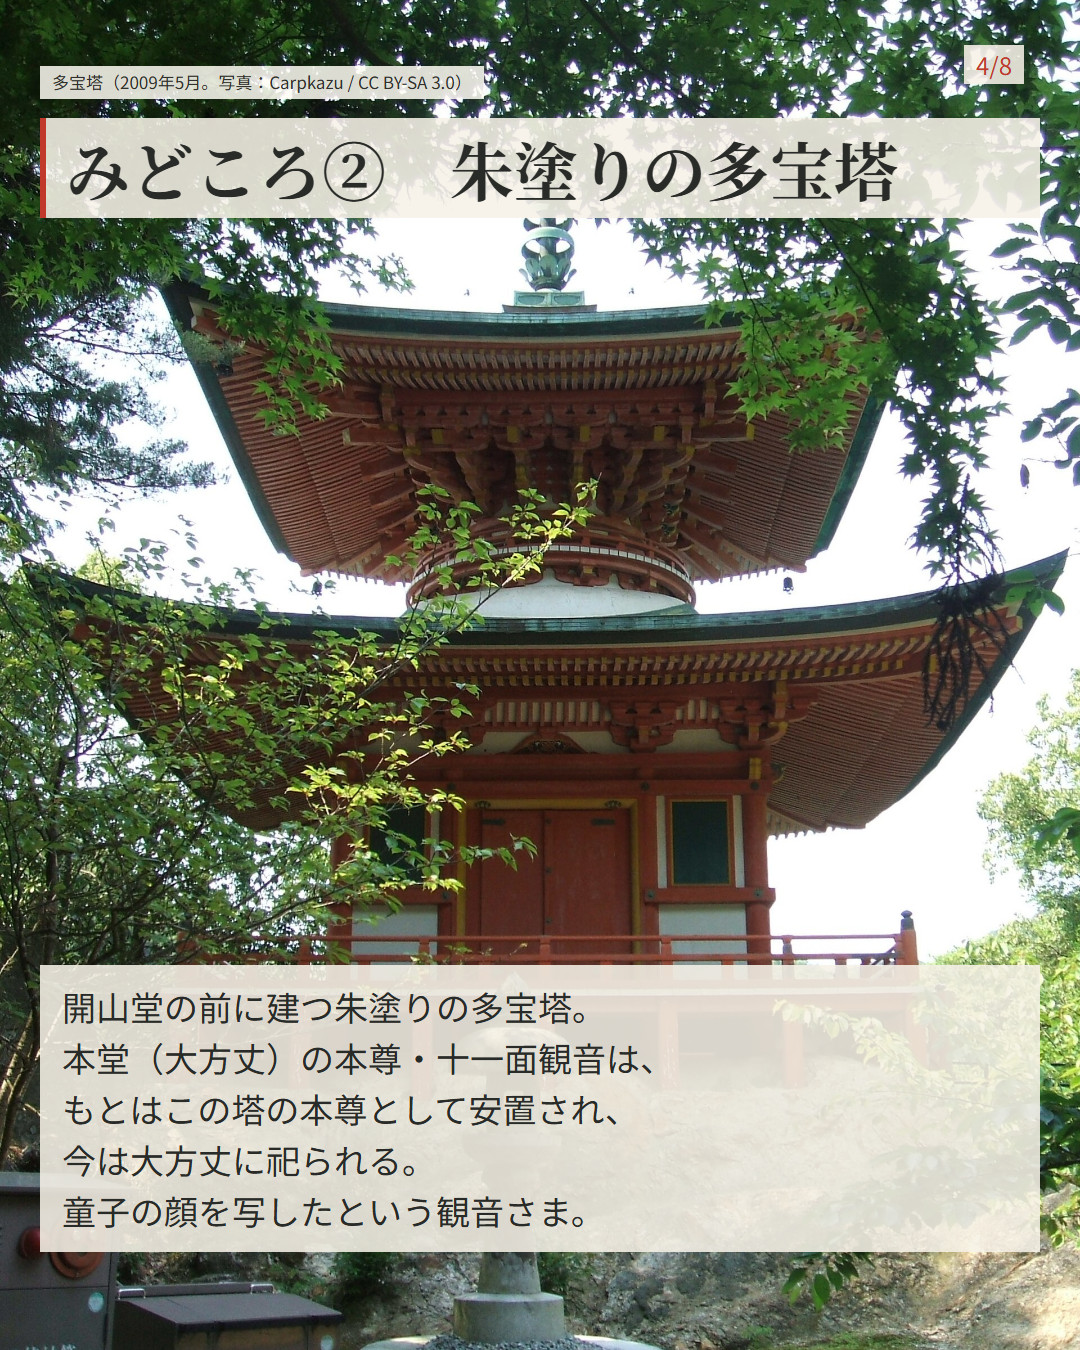 多宝塔（2009年5月。写真：Carpkazu / CC BY-SA 3.0）
4/8
みどころ②　朱塗りの多宝塔
開山堂の前に建つ朱塗りの多宝塔。
本堂（大方丈）の本尊・十一面観音は、
もとはこの塔の本尊として安置され、
今は大方丈に祀られる。
童子の顔を写したという観音さま。